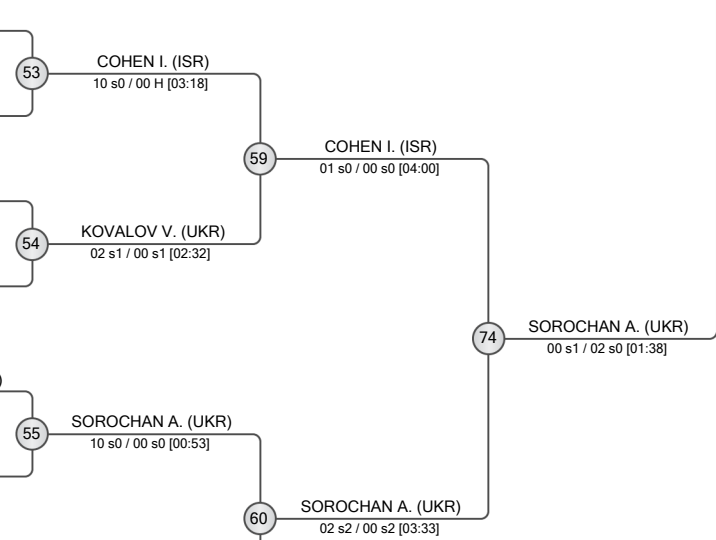 53
COHEN I. (ISR)
10 s0 / 00 H [03:18]
59
COHEN I. (ISR)
01 s0 / 00 s0 [04:00]
54
KOVALOV V. (UKR)
02 s1 / 00 s1 [02:32]
74
SOROCHAN A. (UKR)
00 s1 / 02 s0 [01:38]
)
55
SOROCHAN A. (UKR)
10 s0 / 00 s0 [00:53]
60
SOROCHAN A. (UKR)
02 s2 / 00 s2 [03:33]